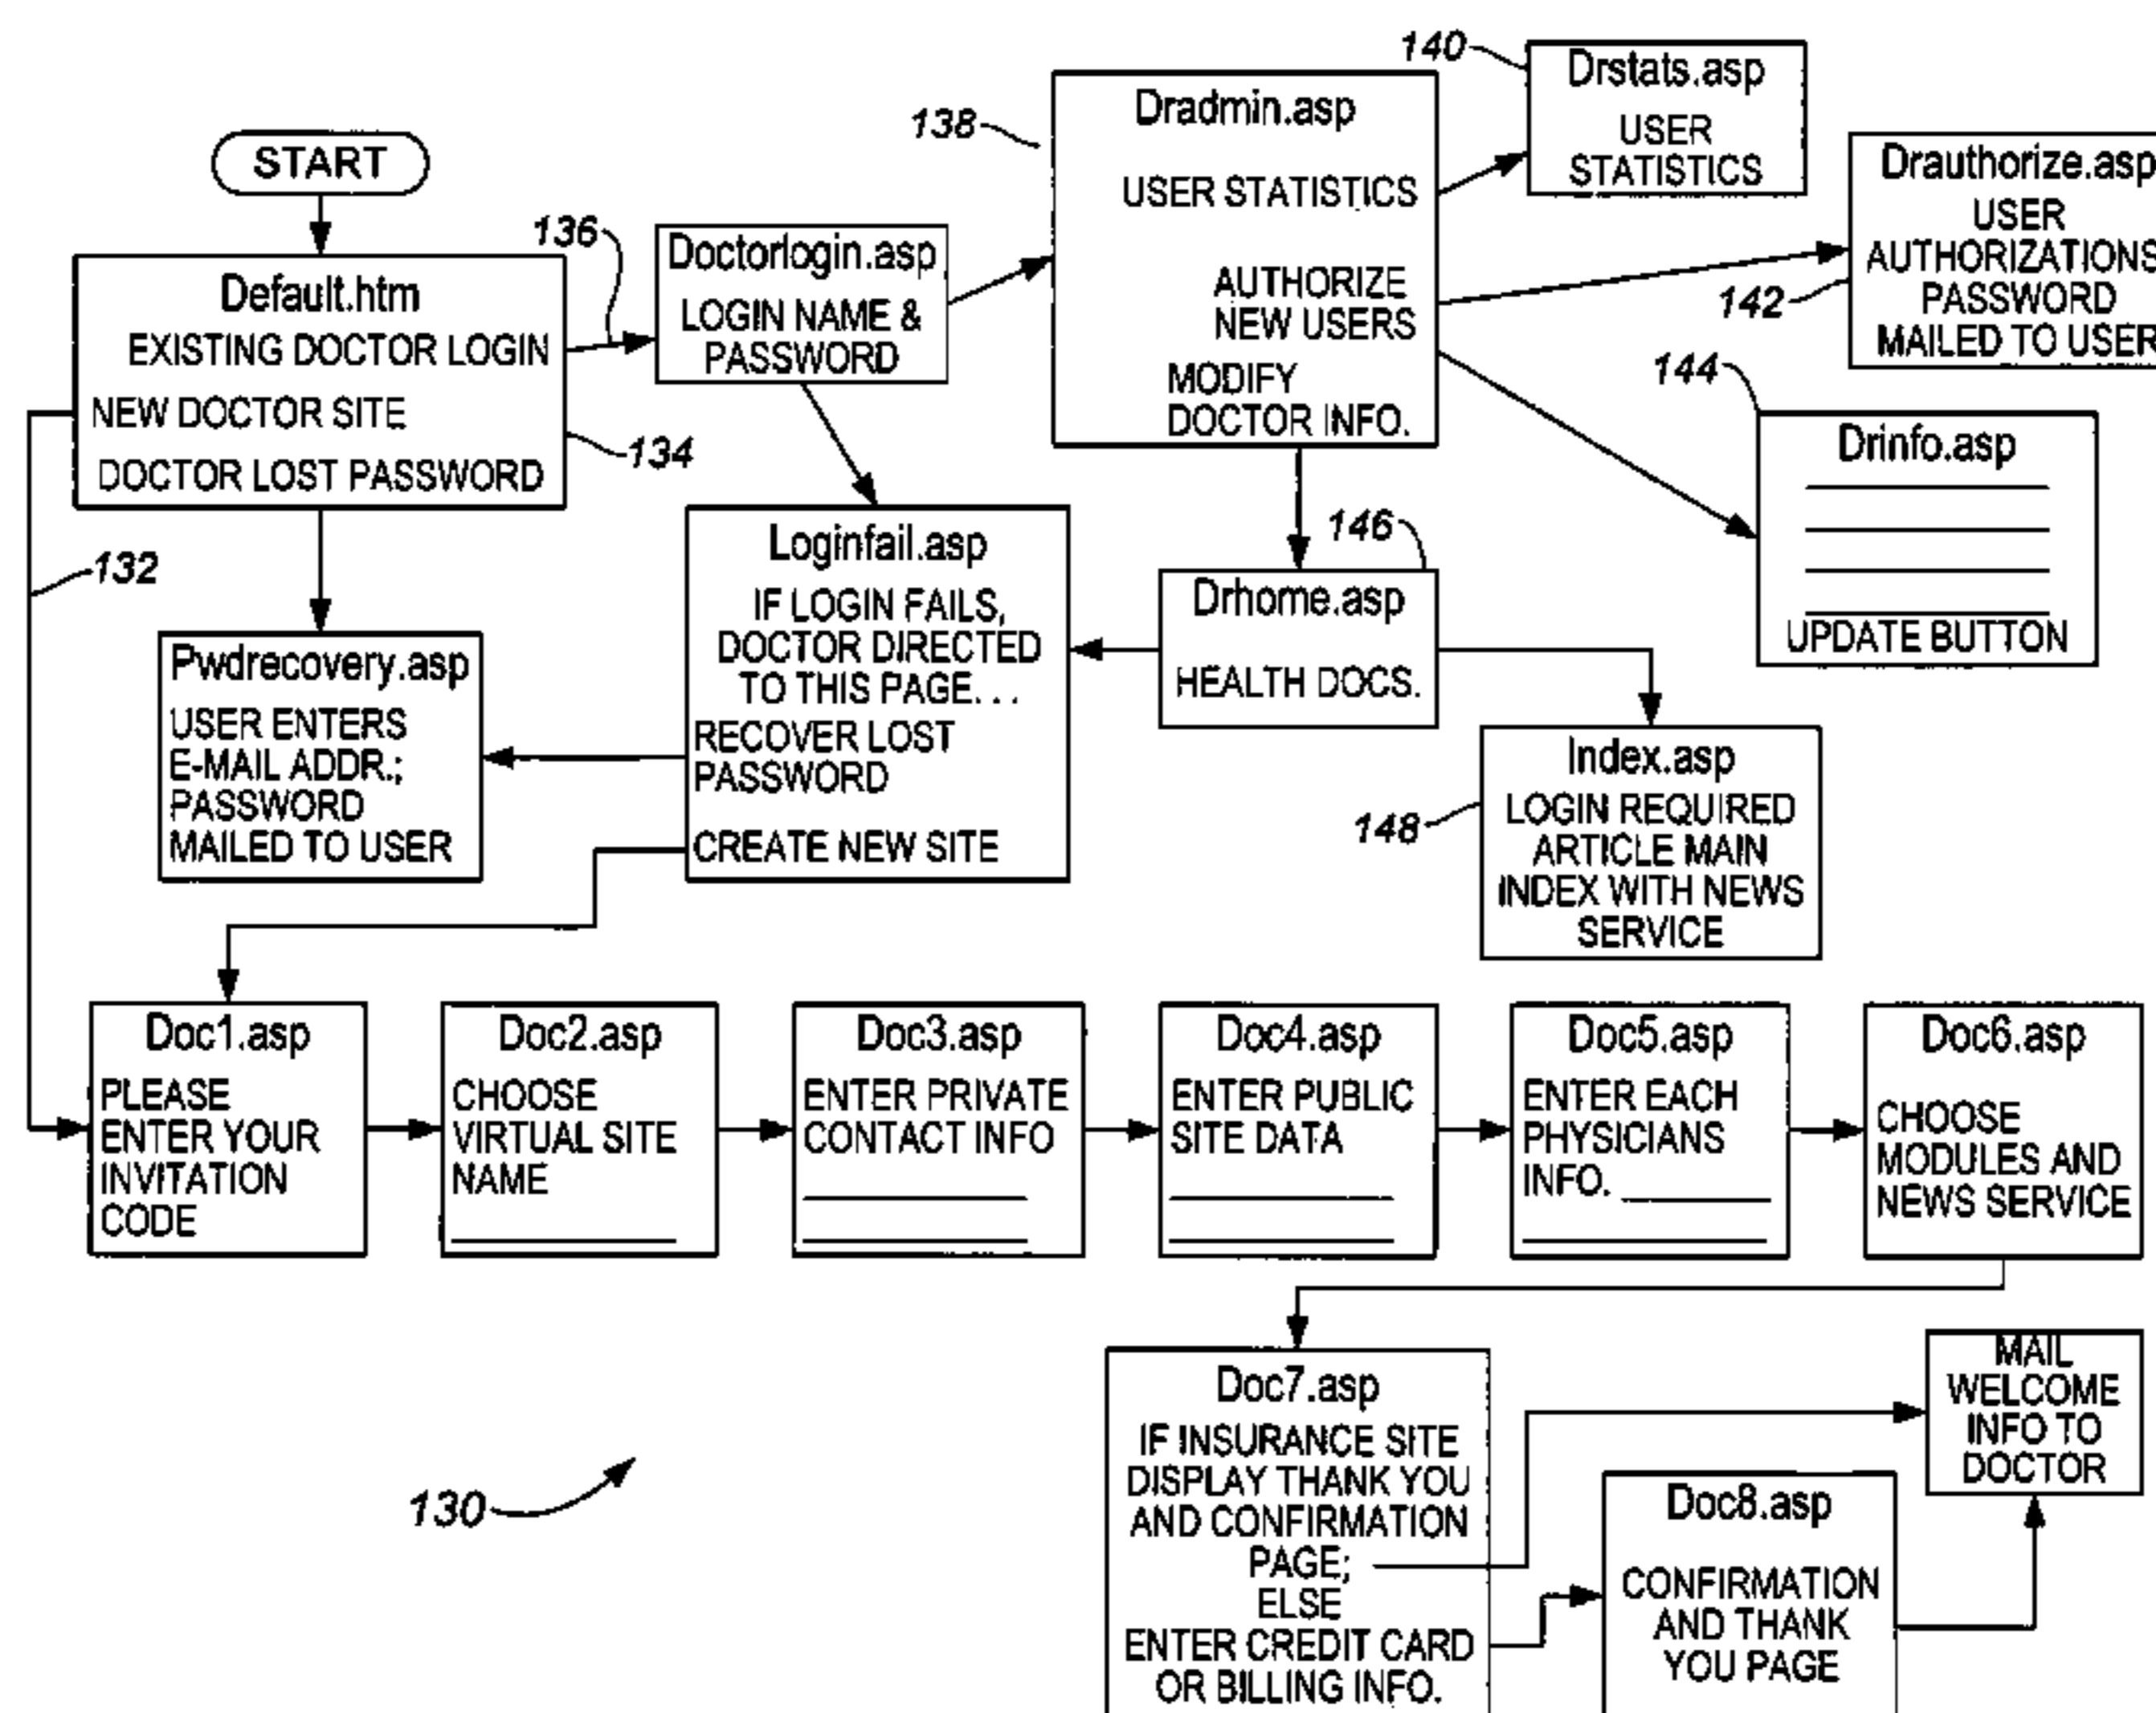 START
Default.htm
EXISTING DOCTOR LOGIN
NEW DOCTOR SITE
DOCTOR LOST PASSWORD
134
136
132
Doctorlogin.asp
LOGIN NAME &
PASSWORD
138
Dradmin.asp
USER STATISTICS
AUTHORIZE
NEW USERS
MODIFY
DOCTOR INFO.
140
Drstats.asp
USER
STATISTICS
142
Drauthorize.asp
USER
AUTHORIZATIONS
PASSWORD
MAILED TO USER
144
Drinfo.asp
UPDATE BUTTON
Pwdrecovery.asp
USER ENTERS
E-MAIL ADDR.;
PASSWORD
MAILED TO USER
Loginfail.asp
IF LOGIN FAILS,
DOCTOR DIRECTED
TO THIS PAGE. . .
RECOVER LOST
PASSWORD
CREATE NEW SITE
146
Drhome.asp
HEALTH DOCS.
148
Index.asp
LOGIN REQUIRED
ARTICLE MAIN
INDEX WITH NEWS
SERVICE
Doc1.asp
PLEASE
ENTER YOUR
INVITATION
CODE
Doc2.asp
CHOOSE
VIRTUAL SITE
NAME
Doc3.asp
ENTER PRIVATE
CONTACT INFO
Doc4.asp
ENTER PUBLIC
SITE DATA
Doc5.asp
ENTER EACH
PHYSICIANS
INFO.
Doc6.asp
CHOOSE
MODULES AND
NEWS SERVICE
130
Doc7.asp
IF INSURANCE SITE
DISPLAY THANK YOU
AND CONFIRMATION
PAGE;
ELSE
ENTER CREDIT CARD
OR BILLING INFO.
Doc8.asp
CONFIRMATION
AND THANK
YOU PAGE
MAIL
WELCOME
INFO TO
DOCTOR